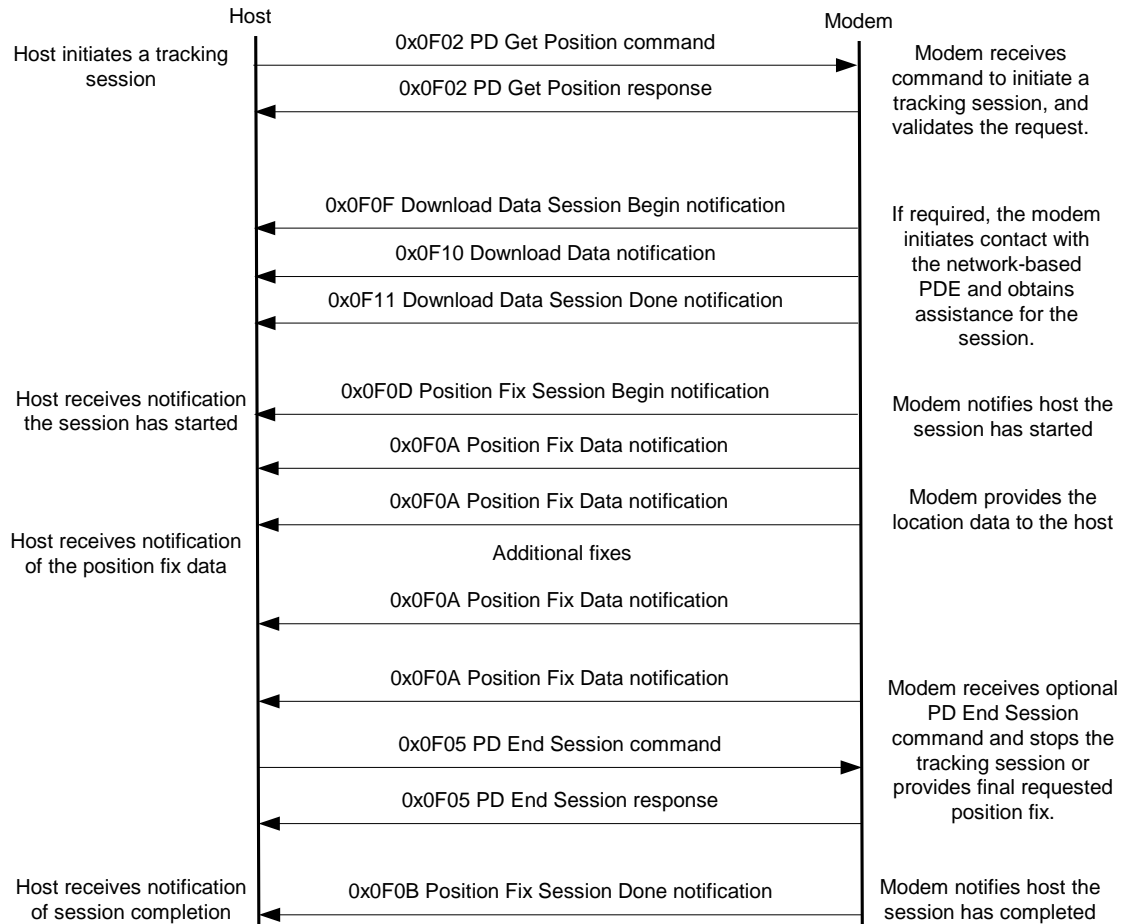 Host
Modem
Host initiates a tracking
session
0x0F02 PD Get Position command
0x0F02 PD Get Position response
Modem receives
command to initiate a
tracking session, and
validates the request.
0x0F0F Download Data Session Begin notification
0x0F10 Download Data notification
0x0F11 Download Data Session Done notification
If required, the modem
initiates contact with
the network-based
PDE and obtains
assistance for the
session.
Host receives notification
the session has started
0x0F0D Position Fix Session Begin notification
Modem notifies host the
session has started
0x0F0A Position Fix Data notification
0x0F0A Position Fix Data notification
Modem provides the
location data to the host
Host receives notification
of the position fix data
Additional fixes
0x0F0A Position Fix Data notification
0x0F0A Position Fix Data notification
0x0F05 PD End Session command
0x0F05 PD End Session response
Modem receives optional
PD End Session
command and stops the
tracking session or
provides final requested
position fix.
Host receives notification
of session completion
0x0F0B Position Fix Session Done notification
Modem notifies host the
session has completed